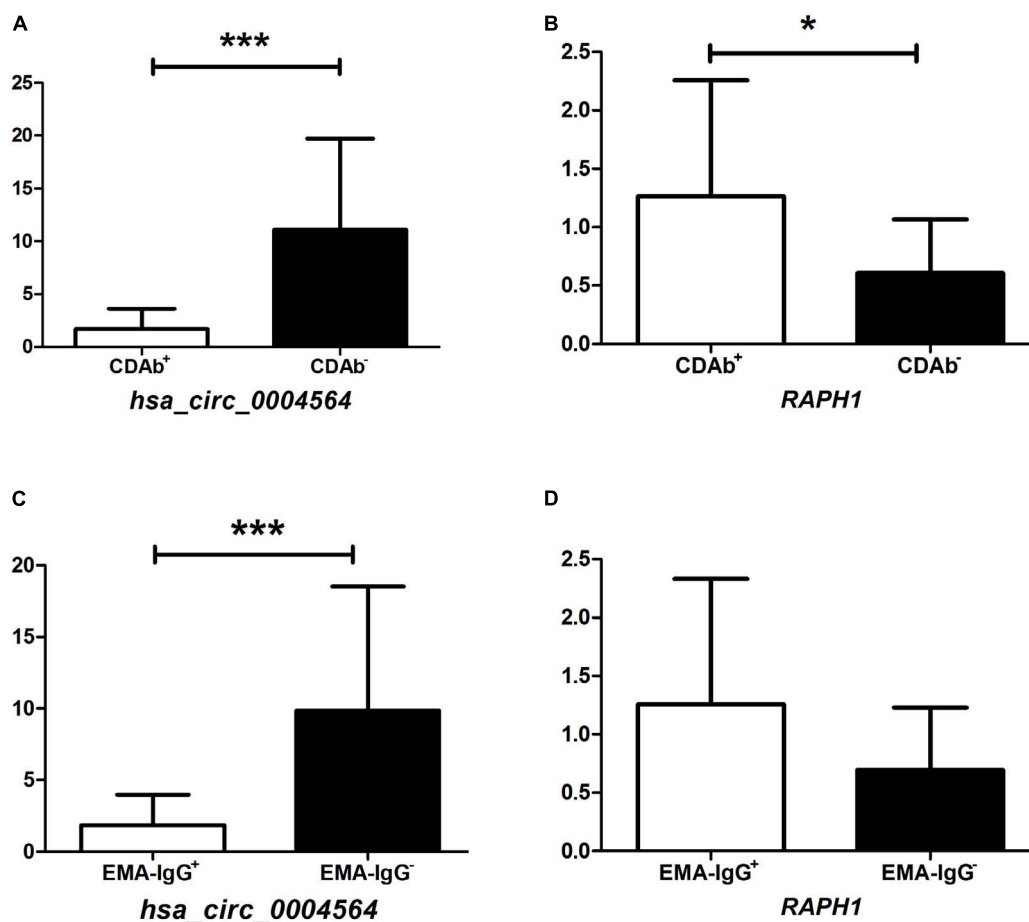 A
***
25
20
15
10
5
0
CDAb⁺ CDAb⁻
hsa_circ_0004564
B
*
2.5
2.0
1.5
1.0
0.5
0.0
CDAb⁺ CDAb⁻
RAPH1
C
***
20
15
10
5
0
EMA-IgG⁺ EMA-IgG⁻
hsa_circ_0004564
D
2.5
2.0
1.5
1.0
0.5
0.0
EMA-IgG⁺ EMA-IgG⁻
RAPH1